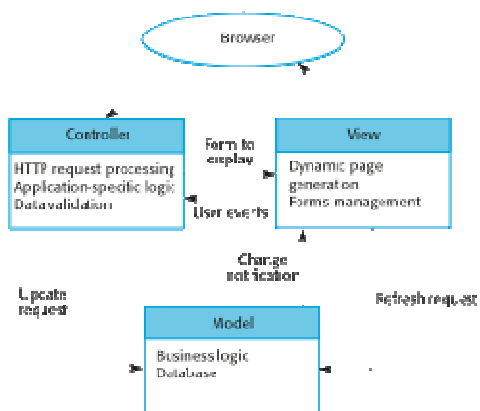 Browser
Controller
HTTP request processing
Application-specific logic
Data validation
Form to
display
View
Dynamic page
generation
Forms management
User events
Change
notification
Update
request
Refresh request
Model
Business logic
Database